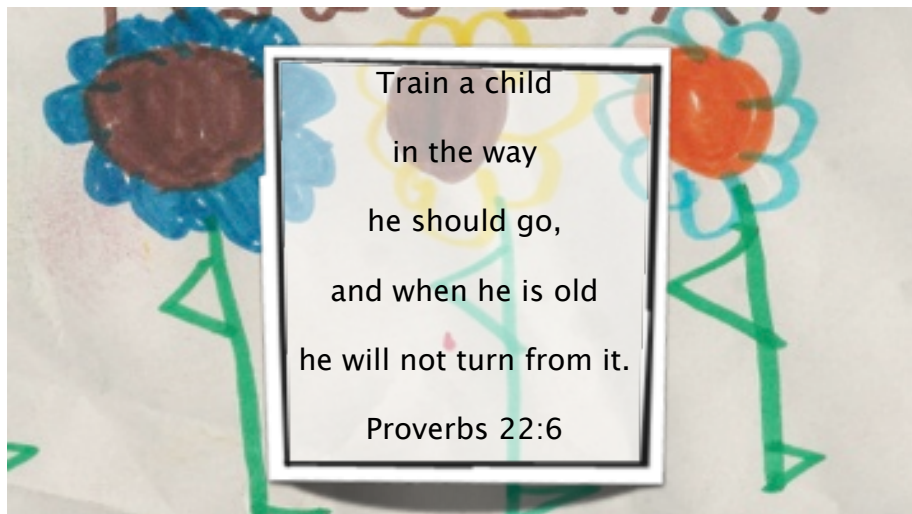 Train a child
in the way
he should go,
and when he is old
he will not turn from it.
Proverbs 22:6